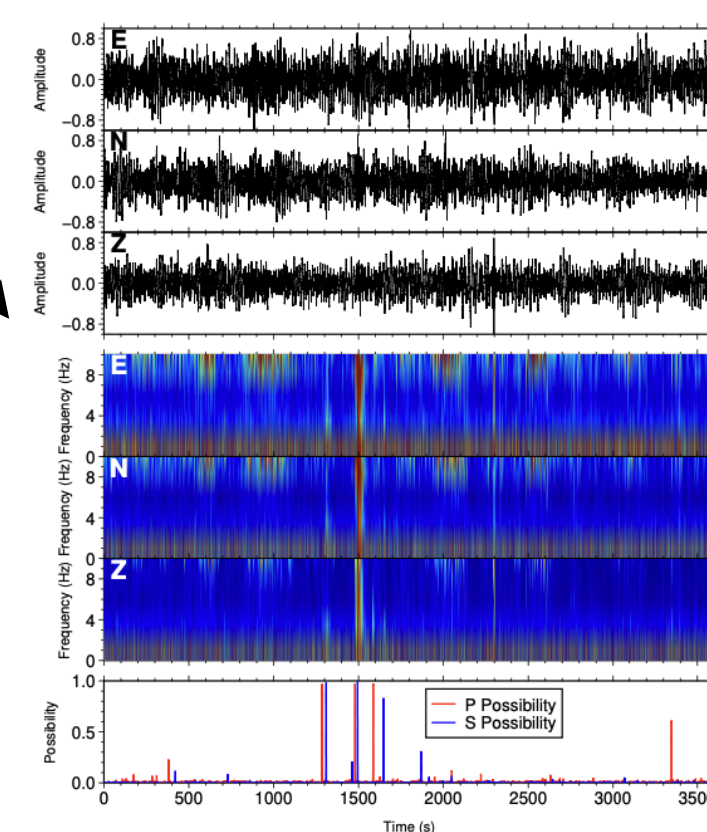 E
Amplitude
0.8
0.0
−0.8
N
Amplitude
0.8
0.0
−0.8
Z
Amplitude
0.8
0.0
−0.8
E
Frequency (Hz)
8
4
0
N
Frequency (Hz)
8
4
0
Z
Frequency (Hz)
8
4
0
Possibility
1.0
0.5
0.0
P Possibility
S Possibility
0 500 1000 1500 2000 2500 3000
Time (s)